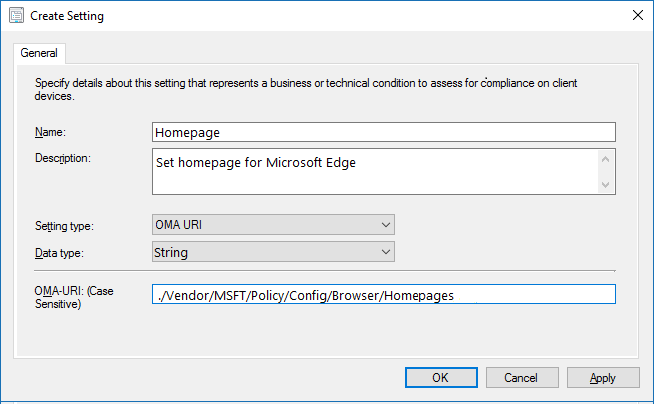 Create Setting
General
Specify details about this setting that represents a business or technical condition to assess for compliance on client
devices.
Name:
Homepage
Description:
Set homepage for Microsoft Edge
Setting type:
OMA URI
Data type:
String
OMA-URI: (Case
Sensitive)
./Vendor/MSFT/Policy/Config/Browser/Homepages
OK
Cancel
Apply